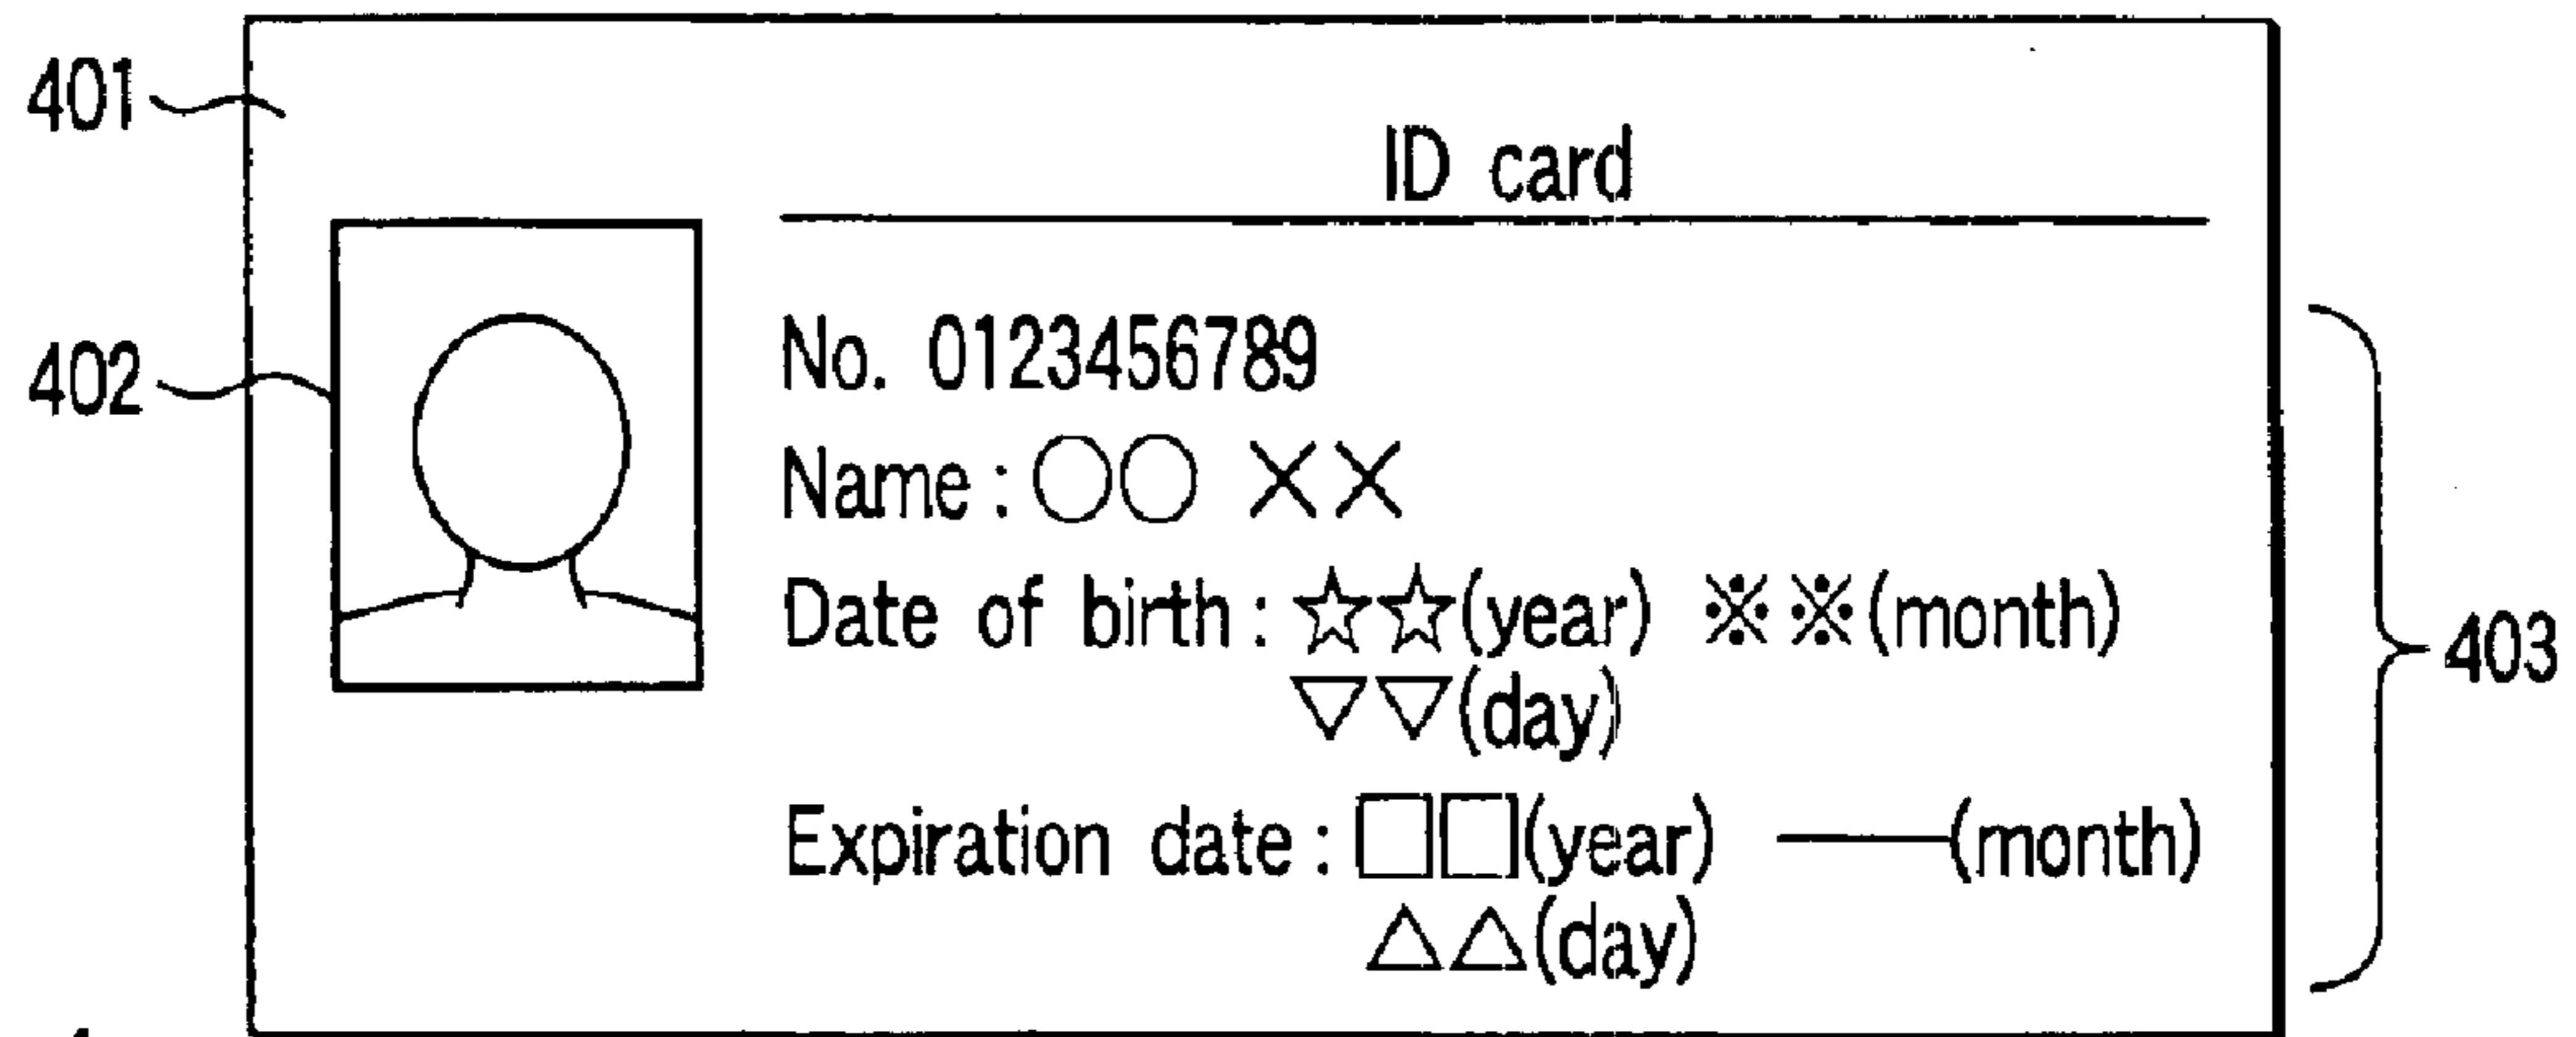 401
ID card
402
No. 0123456789
Name : ○○ ××
Date of birth : ☆☆(year) ※※(month)
▽▽(day)
403
Expiration date : □□(year) ——(month)
△△(day)